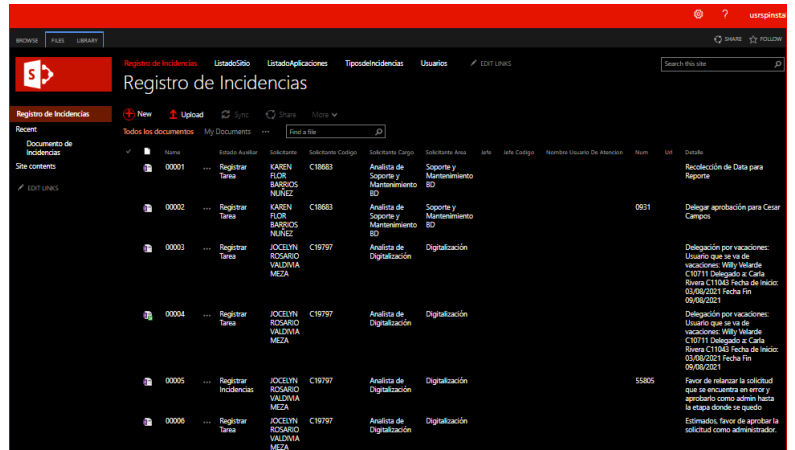 usrspinstal
BROWSE FILES LIBRARY
SHARE FOLLOW
Registro de Incidencias ListadoSitio ListadoAplicaciones TiposdeIncidencias Usuarios EDIT LINKS
Search this site
Registro de Incidencias
S
Registro de Incidencias
Recent
Documento de Incidencias
Site contents
EDIT LINKS
New Upload Sync Share More
Todos los documentos My Documents ... Find a file
Name Estado Auxiliar Solicitante Solicitante Codigo Solicitante Cargo Solicitante Area Jefe Jefe Codigo Nombre Usuario De Atencion Num Url Detalle
00001 ... Registrar KAREN C18683 Analista de Soporte y Recolección de Data para
Tarea FLOR Soporte y Mantenimiento Reporte
BARRIOS Mantenimiento BD
NUÑEZ BD
00002 ... Registrar KAREN C18683 Analista de Soporte y 0931 Delegar aprobación para Cesar
Tarea FLOR Soporte y Mantenimiento Campos
BARRIOS Mantenimiento BD
NUÑEZ BD
00003 ... Registrar JOCELYN C19797 Analista de Digitalización Delegación por vacaciones:
Tarea ROSARIO Digitalización Usuario que se va de
VALDIVIA vacaciones: Willy Velarde
MEZA C10711 Delegado a: Carla
Rivera C11043 Fecha de Inicio:
03/08/2021 Fecha Fin
09/08/2021
00004 ... Registrar JOCELYN C19797 Analista de Digitalización Delegación por vacaciones:
Tarea ROSARIO Digitalización Usuario que se va de
VALDIVIA vacaciones: Willy Velarde
MEZA C10711 Delegado a: Carla
Rivera C11043 Fecha de Inicio:
03/08/2021 Fecha Fin
09/08/2021
00005 ... Registrar JOCELYN C19797 Analista de Digitalización 55805 Favor de relanzar la solicitud
Incidencias ROSARIO Digitalización que se encuentra en error y
VALDIVIA aprobarlo como admin hasta
MEZA la etapa donde se quedo
00006 ... Registrar JOCELYN C19797 Analista de Digitalización Estimados, favor de aprobar la
Tarea ROSARIO Digitalización solicitud como administrador.
VALDIVIA
MEZA